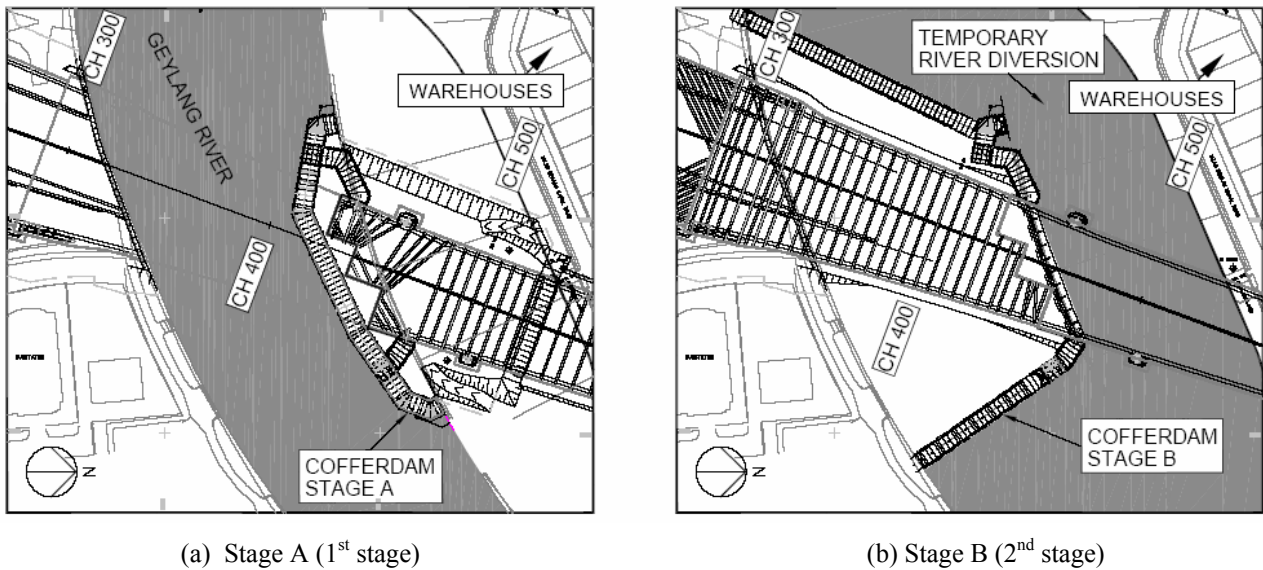 CH 300
GEYLANG RIVER
WAREHOUSES
CH 500
CH 400
N
COFFERDAM
STAGE A
(a) Stage A (1st stage)
CH 300
TEMPORARY
RIVER DIVERSION
WAREHOUSES
CH 500
CH 400
N
COFFERDAM
STAGE B
(b) Stage B (2nd stage)